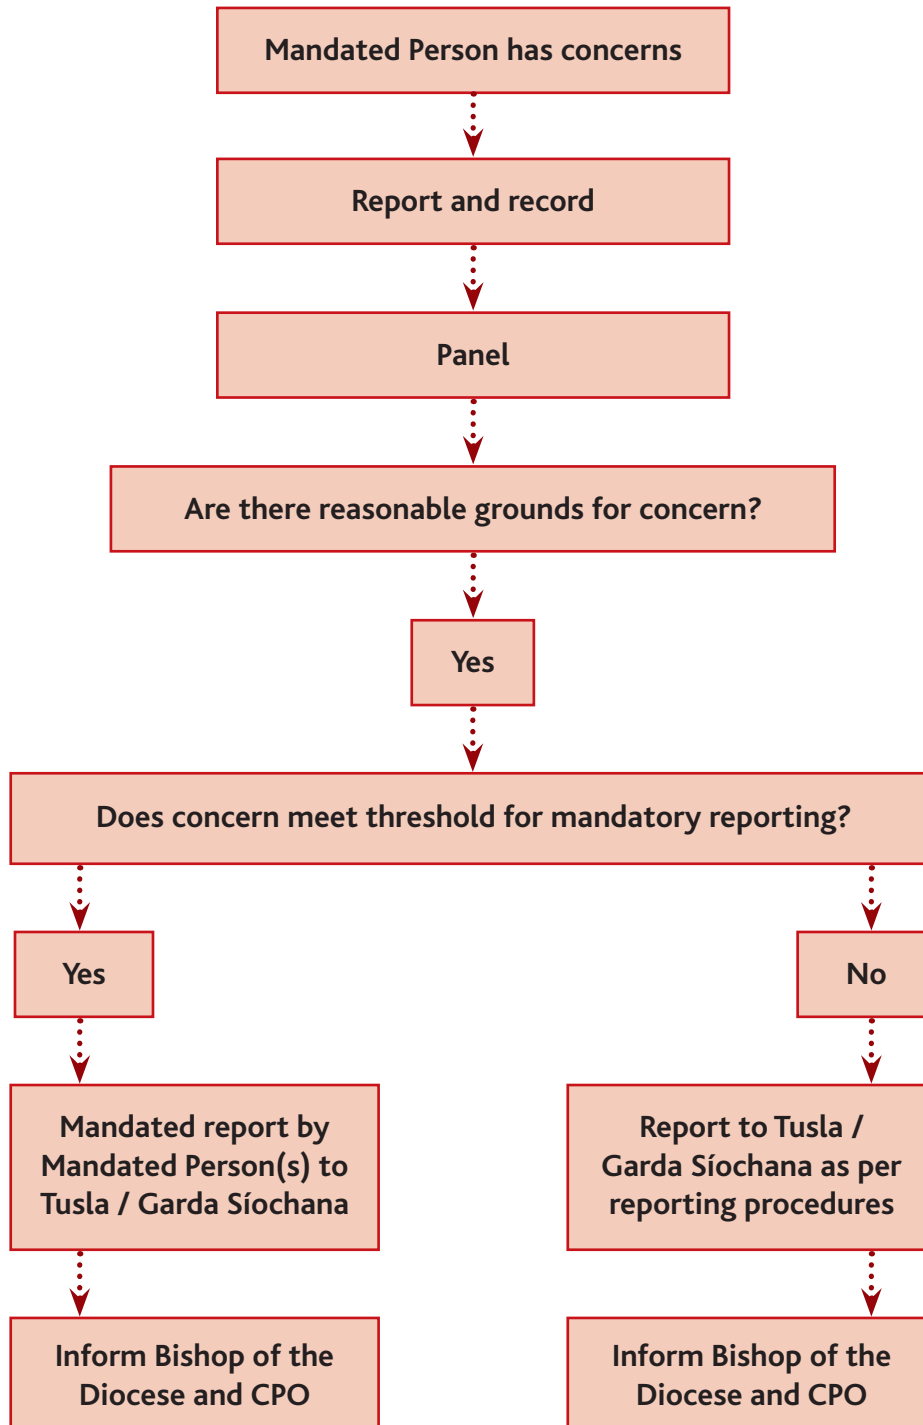 Mandated Person has concerns
Report and record
Panel
Are there reasonable grounds for concern?
Yes
Does concern meet threshold for mandatory reporting?
Yes
No
Mandated report by
Mandated Person(s) to
Tusla / Garda Síochana
Report to Tusla /
Garda Síochana as per
reporting procedures
Inform Bishop of the
Diocese and CPO
Inform Bishop of the
Diocese and CPO